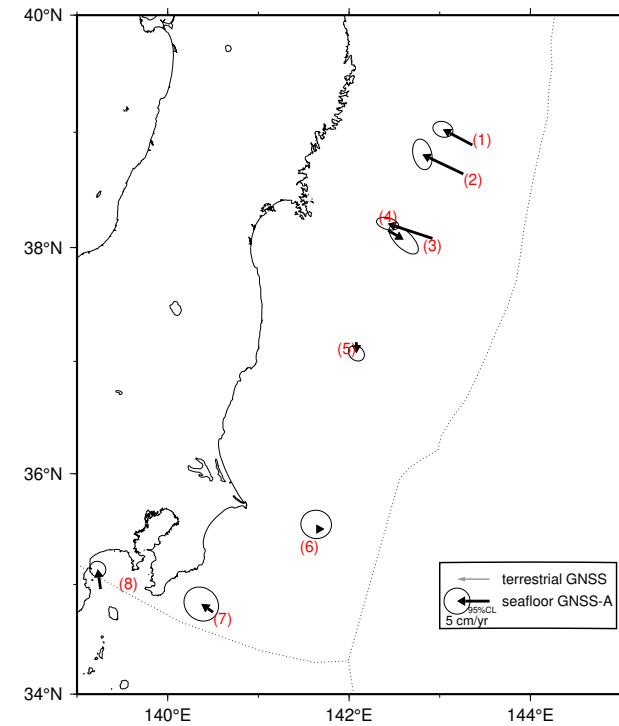 40°N
(1)
(2)
(4)
(3)
38°N
(5)
36°N
(6)
(8)
(7)
terrestrial GNSS
seafloor GNSS-A
95%CL
5 cm/yr
34°N
140°E 142°E 144°E